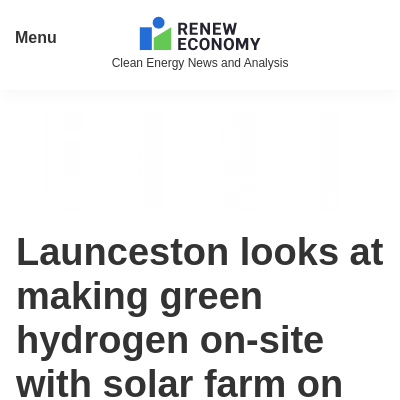 Menu
RENEW
ECONOMY
Clean Energy News and Analysis
Launceston looks at
making green
hydrogen on-site
with solar farm on